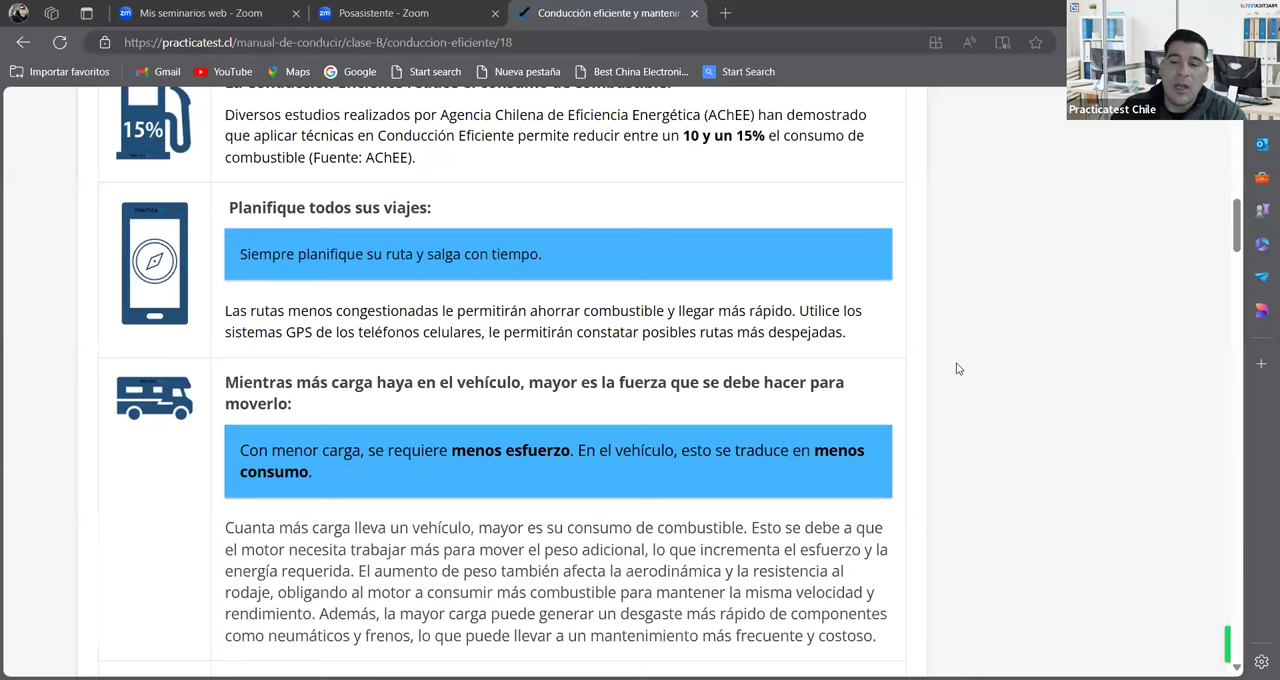 Mis seminarios web - Zoom
Posasistente - Zoom
Conducción eficiente y mantenir
https://practicatest.cl/manual-de-conducir/clase-B/conduccion-eficiente/18
Importar favoritos
Gmail
YouTube
Maps
Google
Start search
Nueva pestaña
Best China Electroni...
Start Search
Practicatest Chile
15%
Diversos estudios realizados por Agencia Chilena de Eficiencia Energética (AChEE) han demostrado
que aplicar técnicas en Conducción Eficiente permite reducir entre un 10 y un 15% el consumo de
combustible (Fuente: AChEE).
Planifique todos sus viajes:
Siempre planifique su ruta y salga con tiempo.
Las rutas menos congestionadas le permitirán ahorrar combustible y llegar más rápido. Utilice los
sistemas GPS de los teléfonos celulares, le permitirán constatar posibles rutas más despejadas.
Mientras más carga haya en el vehículo, mayor es la fuerza que se debe hacer para
moverlo:
Con menor carga, se requiere menos esfuerzo. En el vehículo, esto se traduce en menos
consumo.
Cuanta más carga lleva un vehículo, mayor es su consumo de combustible. Esto se debe a que
el motor necesita trabajar más para mover el peso adicional, lo que incrementa el esfuerzo y la
energía requerida. El aumento de peso también afecta la aerodinámica y la resistencia al
rodaje, obligando al motor a consumir más combustible para mantener la misma velocidad y
rendimiento. Además, la mayor carga puede generar un desgaste más rápido de componentes
como neumáticos y frenos, lo que puede llevar a un mantenimiento más frecuente y costoso.